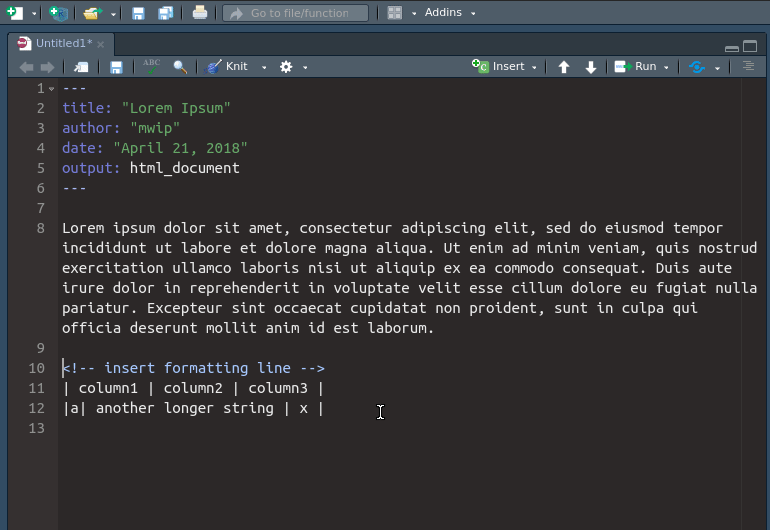 Go to file/function
Addins
Untitled1*
ABC
Knit
Insert
Run
1 ---
2 title: "Lorem Ipsum"
3 author: "mwip"
4 date: "April 21, 2018"
5 output: html_document
6 ---
7
8 Lorem ipsum dolor sit amet, consectetur adipiscing elit, sed do eiusmod tempor
incididunt ut labore et dolore magna aliqua. Ut enim ad minim veniam, quis nostrud
exercitation ullamco laboris nisi ut aliquip ex ea commodo consequat. Duis aute
irure dolor in reprehenderit in voluptate velit esse cillum dolore eu fugiat nulla
pariatur. Excepteur sint occaecat cupidatat non proident, sunt in culpa qui
officia deserunt mollit anim id est laborum.
9
10 <!-- insert formatting line -->
11 | column1 | column2 | column3 |
12 |a| another longer string | x |
13